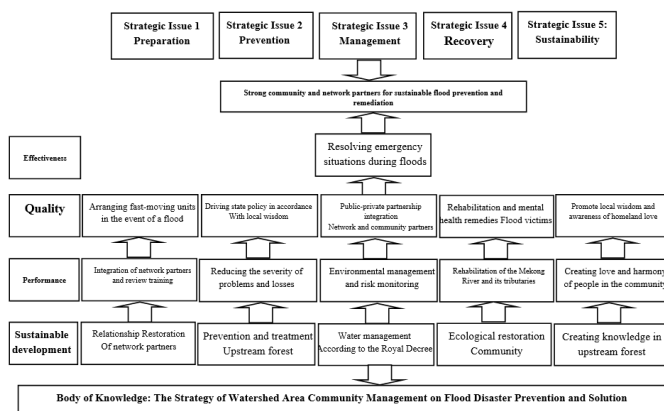 Strategic Issue 1
Preparation
Strategic Issue 2
Prevention
Strategic Issue 3
Management
Strategic Issue 4
Recovery
Strategic Issue 5:
Sustainability
Strong community and network partners for sustainable flood prevention and
remediation
Effectiveness
Resolving emergency
situations during floods
Quality
Arranging fast-moving units
in the event of a flood
Driving state policy in accordance
With local wisdom
Public-private partnership
integration
Network and community partners
Rehabilitation and mental
health remedies Flood victims
Promote local wisdom and
awareness of homeland love
Performance
Integration of network partners
and review training
Reducing the severity of
problems and losses
Environmental management
and risk monitoring
Rehabilitation of the Mekong
River and its tributaries
Creating love and harmony
of people in the community
Sustainable
development
Relationship Restoration
Of network partners
Prevention and treatment
Upstream forest
Water management
According to the Royal Decree
Ecological restoration
Community
Creating knowledge in
upstream forest
Body of Knowledge: The Strategy of Watershed Area Community Management on Flood Disaster Prevention and Solution